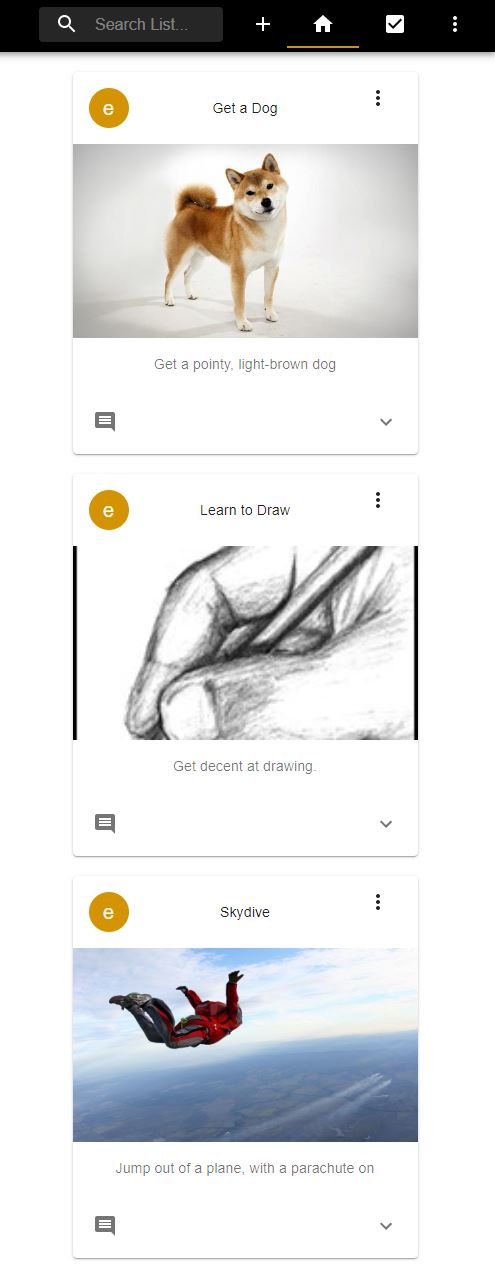 Search List...
e
Get a Dog
Get a pointy, light-brown dog
e
Learn to Draw
Get decent at drawing.
e
Skydive
Jump out of a plane, with a parachute on